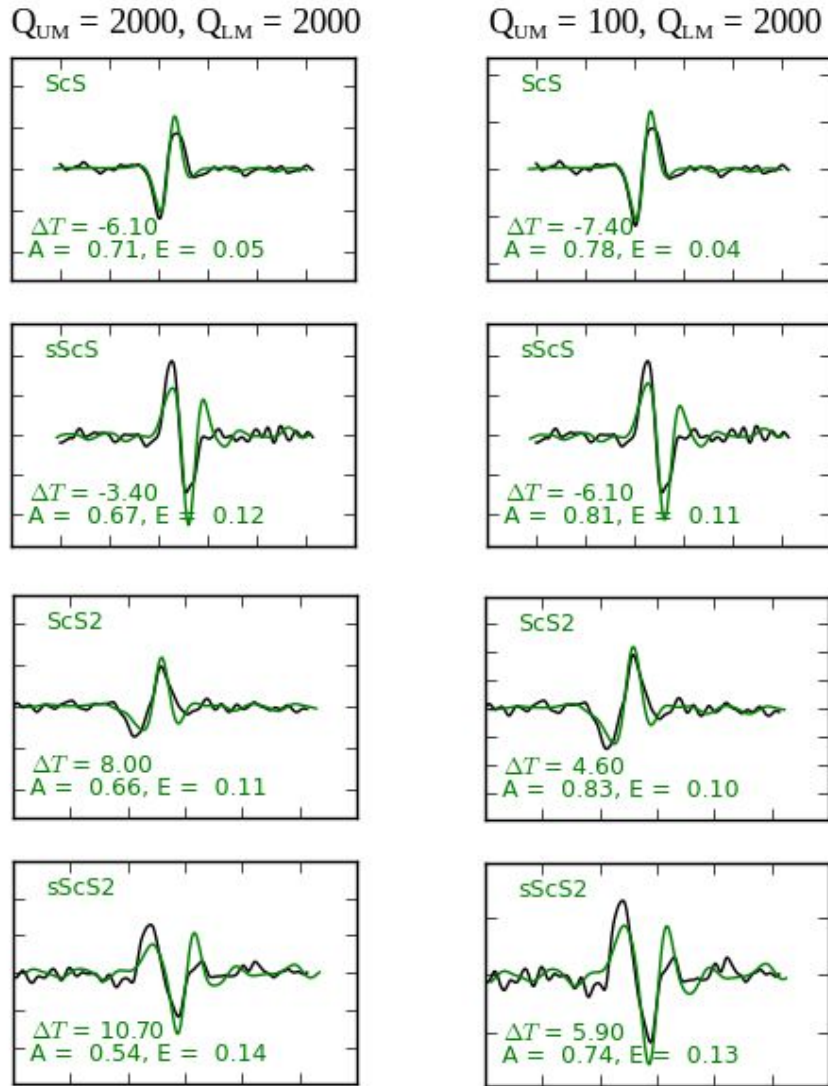 Q_UM = 2000, Q_LM = 2000
Q_UM = 100, Q_LM = 2000
ScS
ΔT = -6.10
A = 0.71, E = 0.05
ScS
ΔT = -7.40
A = 0.78, E = 0.04
sScS
ΔT = -3.40
A = 0.67, E = 0.12
sScS
ΔT = -6.10
A = 0.81, E = 0.11
ScS2
ΔT = 8.00
A = 0.66, E = 0.11
ScS2
ΔT = 4.60
A = 0.83, E = 0.10
sScS2
ΔT = 10.70
A = 0.54, E = 0.14
sScS2
ΔT = 5.90
A = 0.74, E = 0.13